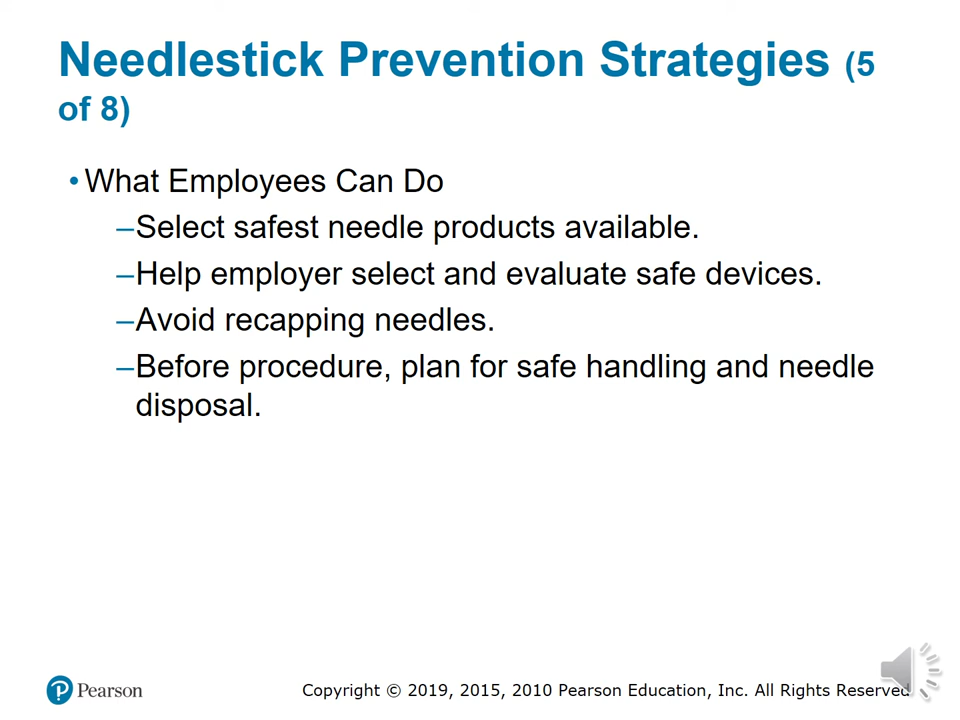 Needlestick Prevention Strategies (5
of 8)
• What Employees Can Do
–Select safest needle products available.
–Help employer select and evaluate safe devices.
–Avoid recapping needles.
–Before procedure, plan for safe handling and needle
disposal.
Pearson
Copyright © 2019, 2015, 2010 Pearson Education, Inc. All Rights Reserved